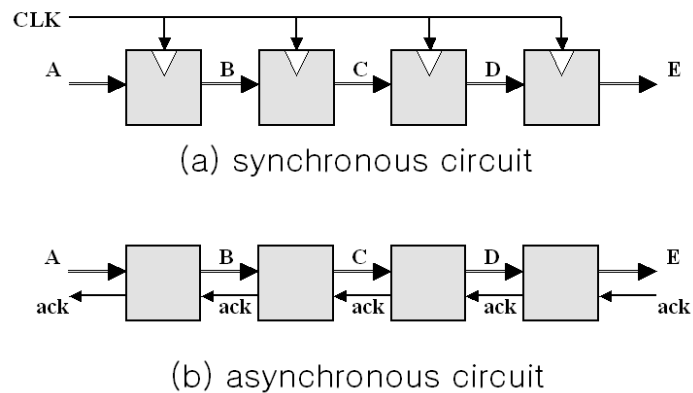 CLK
A B C D E
(a) synchronous circuit
A B C D E
ack ack ack ack ack
(b) asynchronous circuit